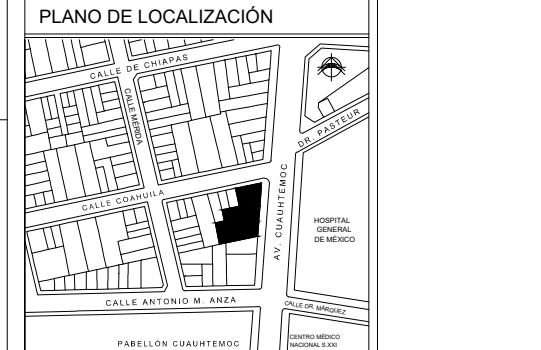 PLANO DE LOCALIZACIÓN
CALLE DE CHIAPAS
CALLE MÉRIDA
DR. PASTEUR
CALLE COAHUILA
AV. CUAUHTEMOC
HOSPITAL
GENERAL
DE MÉXICO
CALLE ANTONIO M. ANZA
CALLE DR. MÁRQUEZ
PABELLÓN CUAUHTEMOC
CENTRO MÉDICO
NACIONAL S.XXI